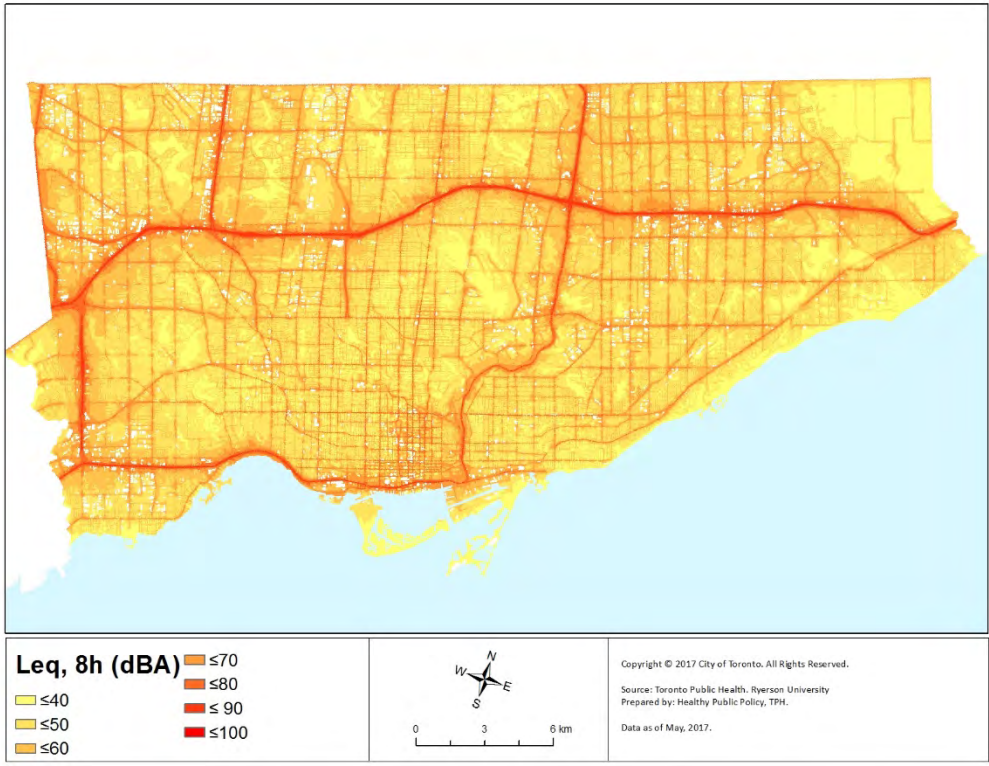 Leq, 8h (dBA)
≤40
≤50
≤60
≤70
≤80
≤ 90
≤100
N
W
E
S
0 3 6 km
Copyright © 2017 City of Toronto. All Rights Reserved.
Source: Toronto Public Health. Ryerson University
Prepared by: Healthy Public Policy, TPH.
Data as of May, 2017.